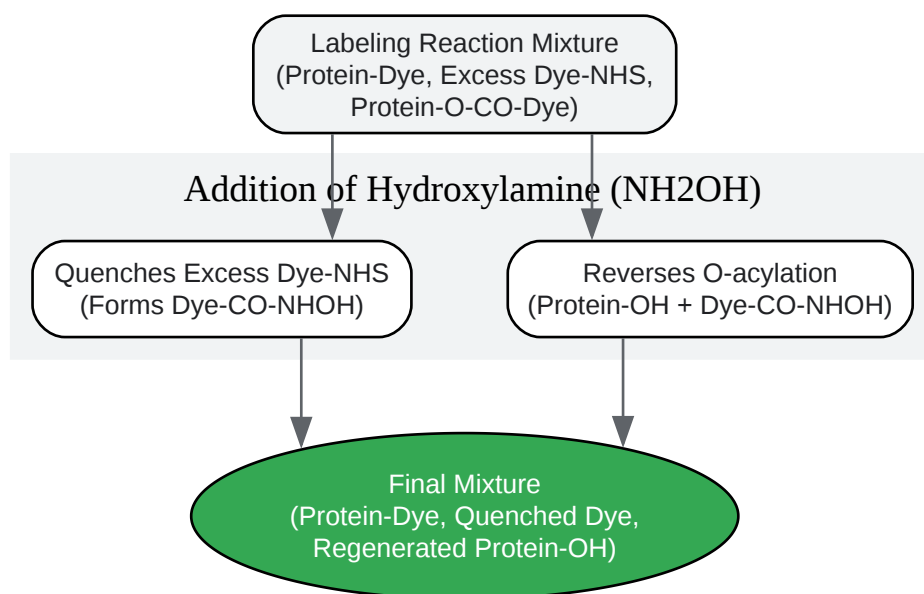 Labeling Reaction Mixture
(Protein-Dye, Excess Dye-NHS,
Protein-O-CO-Dye)
Addition of Hydroxylamine (NH2OH)
Quenches Excess Dye-NHS
(Forms Dye-CO-NHOH)
Reverses O-acylation
(Protein-OH + Dye-CO-NHOH)
Final Mixture
(Protein-Dye, Quenched Dye,
Regenerated Protein-OH)